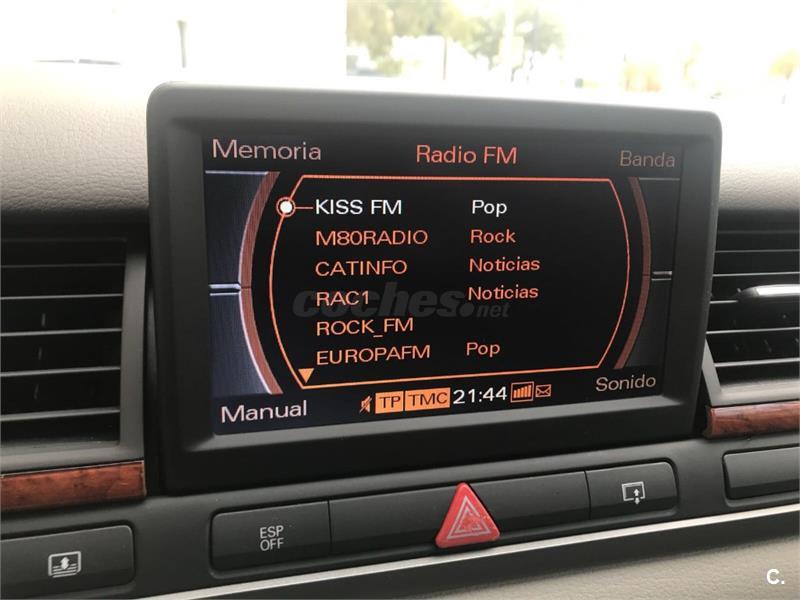 Memoria Radio FM Banda
KISS FM Pop
M80RADIO Rock
CATINFO Noticias
RAC1 Noticias
ROCK_FM
EUROPAFM Pop
coches.net
Manual TP TMC 21:44 Sonido
ESP
OFF
C.